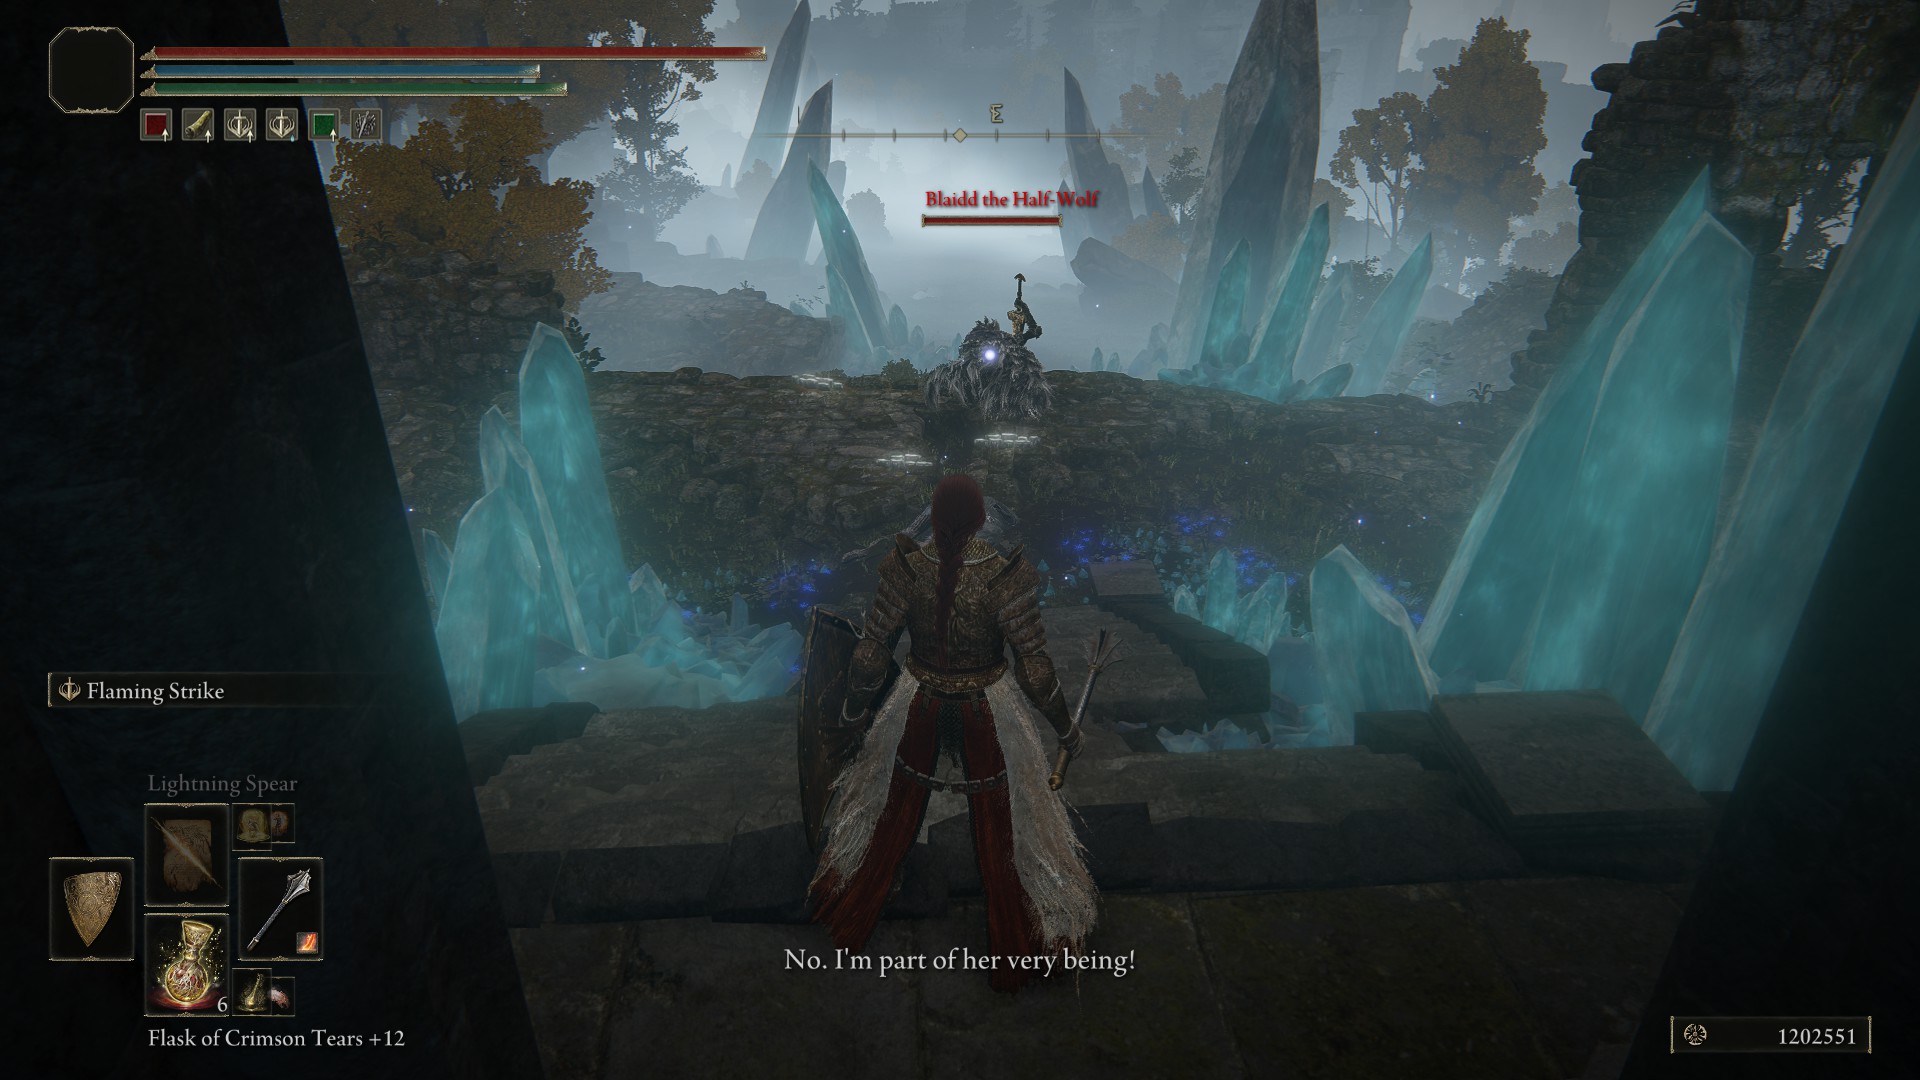 E
Blaidd the Half-Wolf
Flaming Strike
Lightning Spear
6
Flask of Crimson Tears +12
No. I'm part of her very being!
1202551